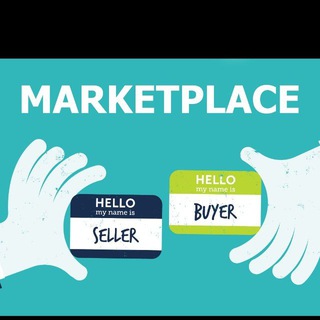 MARKETPLACE
HELLO
my name is
SELLER
HELLO
my name is
BUYER